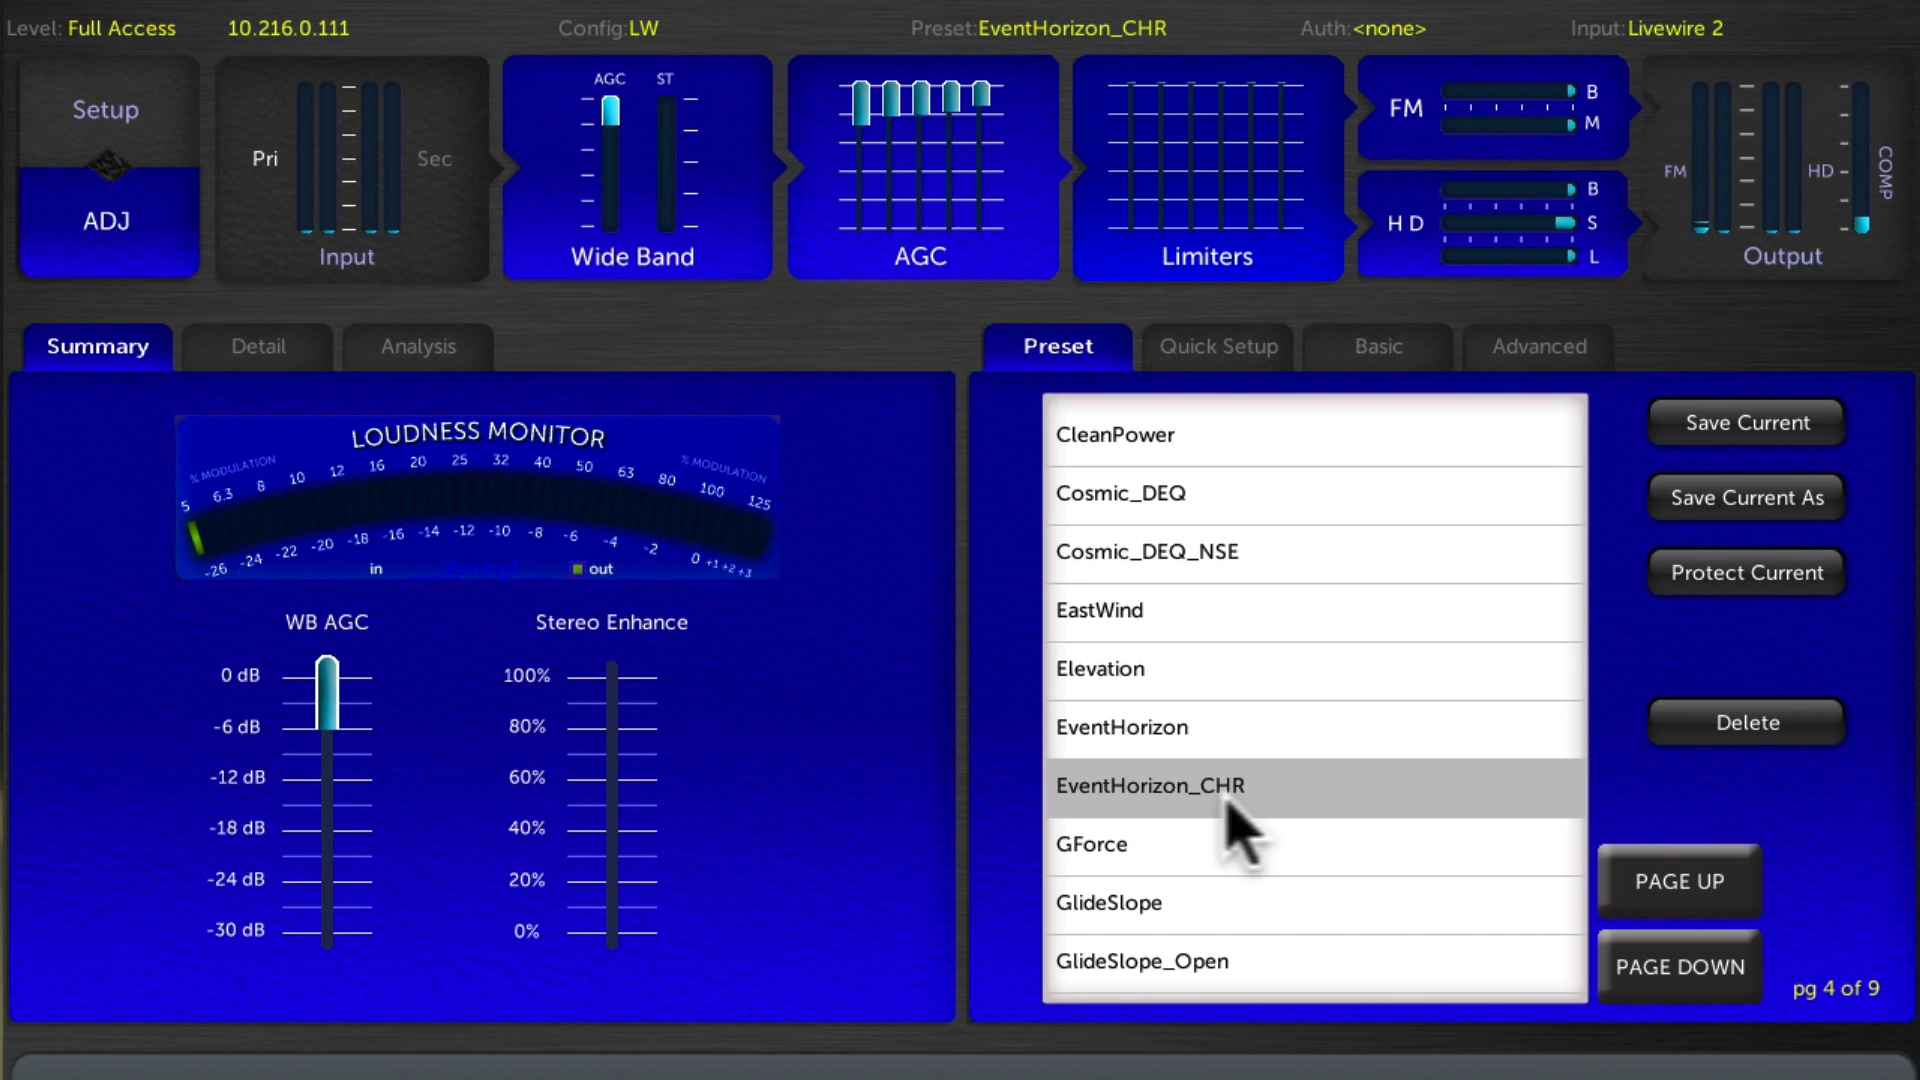 Level: Full Access 10.216.0.111 Config:LW Preset:EventHorizon_CHR Auth:<none> Input:Livewire 2
Setup
ADJ
Pri Sec
Input
AGC ST
Wide Band
AGC
Limiters
FM B
M
HD B
S
L
FM HD COMP
Output
Summary Detail Analysis
Preset Quick Setup Basic Advanced
LOUDNESS MONITOR
% MODULATION % MODULATION
5 6.3 8 10 12 16 20 25 32 40 50 63 80 100 125
-26 -24 -22 -20 -18 -16 -14 -12 -10 -8 -6 -4 -2 0 +1 +2 +3
in out
WB AGC Stereo Enhance
0 dB 100%
-6 dB 80%
-12 dB 60%
-18 dB 40%
-24 dB 20%
-30 dB 0%
CleanPower
Cosmic_DEQ
Cosmic_DEQ_NSE
EastWind
Elevation
EventHorizon
EventHorizon_CHR
GForce
GlideSlope
GlideSlope_Open
Save Current
Save Current As
Protect Current
Delete
PAGE UP
PAGE DOWN
pg 4 of 9